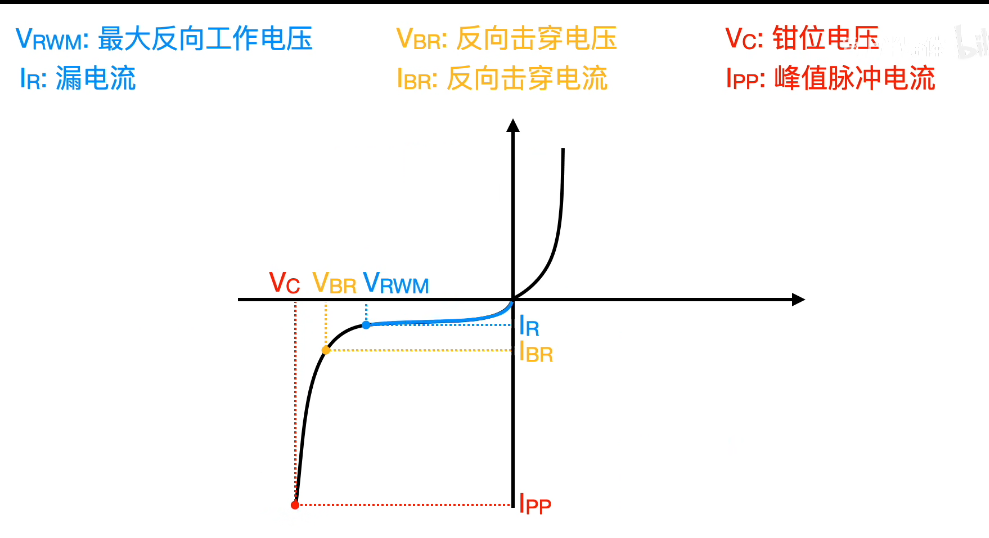 VRWM: 最大反向工作电压
IR: 漏电流
VBR: 反向击穿电压
IBR: 反向击穿电流
VC: 钳位电压
IPP: 峰值脉冲电流
VC VBR VRWM
IR
IBR
IPP